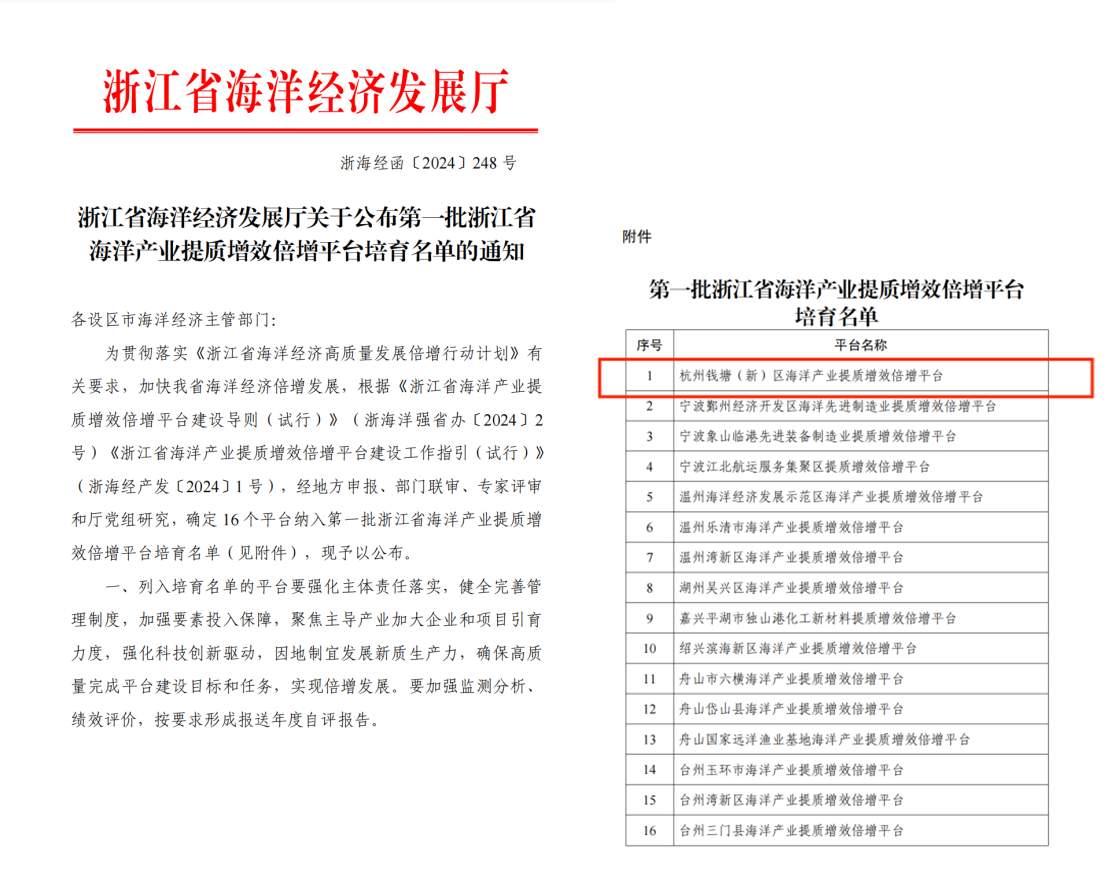 浙江省海洋经济发展厅
浙海经函〔2024〕248 号
浙江省海洋经济发展厅关于公布第一批浙江省
海洋产业提质增效倍增平台培育名单的通知
各设区市海洋经济主管部门：
为贯彻落实《浙江省海洋经济高质量发展倍增行动计划》有
关要求，加快我省海洋经济倍增发展，根据《浙江省海洋产业提
质增效倍增平台建设导则（试行）》（浙海洋强省办〔2024〕2
号）《浙江省海洋产业提质增效倍增平台建设工作指引（试行）》
（浙海经产发〔2024〕1 号），经地方申报、部门联审、专家评审
和厅党组研究，确定 16 个平台纳入第一批浙江省海洋产业提质增
效倍增平台培育名单（见附件），现予以公布。
一、列入培育名单的平台要强化主体责任落实，健全完善管
理制度，加强要素投入保障，聚焦主导产业加大企业和项目引育
力度，强化科技创新驱动，因地制宜发展新质生产力，确保高质
量完成平台建设目标和任务，实现倍增发展。要加强监测分析、
绩效评价，按要求形成报送年度自评报告。
附件
第一批浙江省海洋产业提质增效倍增平台
培育名单
序号 平台名称
1 杭州钱塘（新）区海洋产业提质增效倍增平台
2 宁波鄞州经济开发区海洋先进制造业提质增效倍增平台
3 宁波象山临港先进装备制造业提质增效倍增平台
4 宁波江北航运服务集聚区提质增效倍增平台
5 温州海洋经济发展示范区海洋产业提质增效倍增平台
6 温州乐清市海洋产业提质增效倍增平台
7 温州湾新区海洋产业提质增效倍增平台
8 湖州吴兴区海洋产业提质增效倍增平台
9 嘉兴平湖市独山港化工新材料提质增效倍增平台
10 绍兴滨海新区海洋产业提质增效倍增平台
11 舟山市六横海洋产业提质增效倍增平台
12 舟山岱山县海洋产业提质增效倍增平台
13 舟山国家远洋渔业基地海洋产业提质增效倍增平台
14 台州玉环市海洋产业提质增效倍增平台
15 台州湾新区海洋产业提质增效倍增平台
16 台州三门县海洋产业提质增效倍增平台